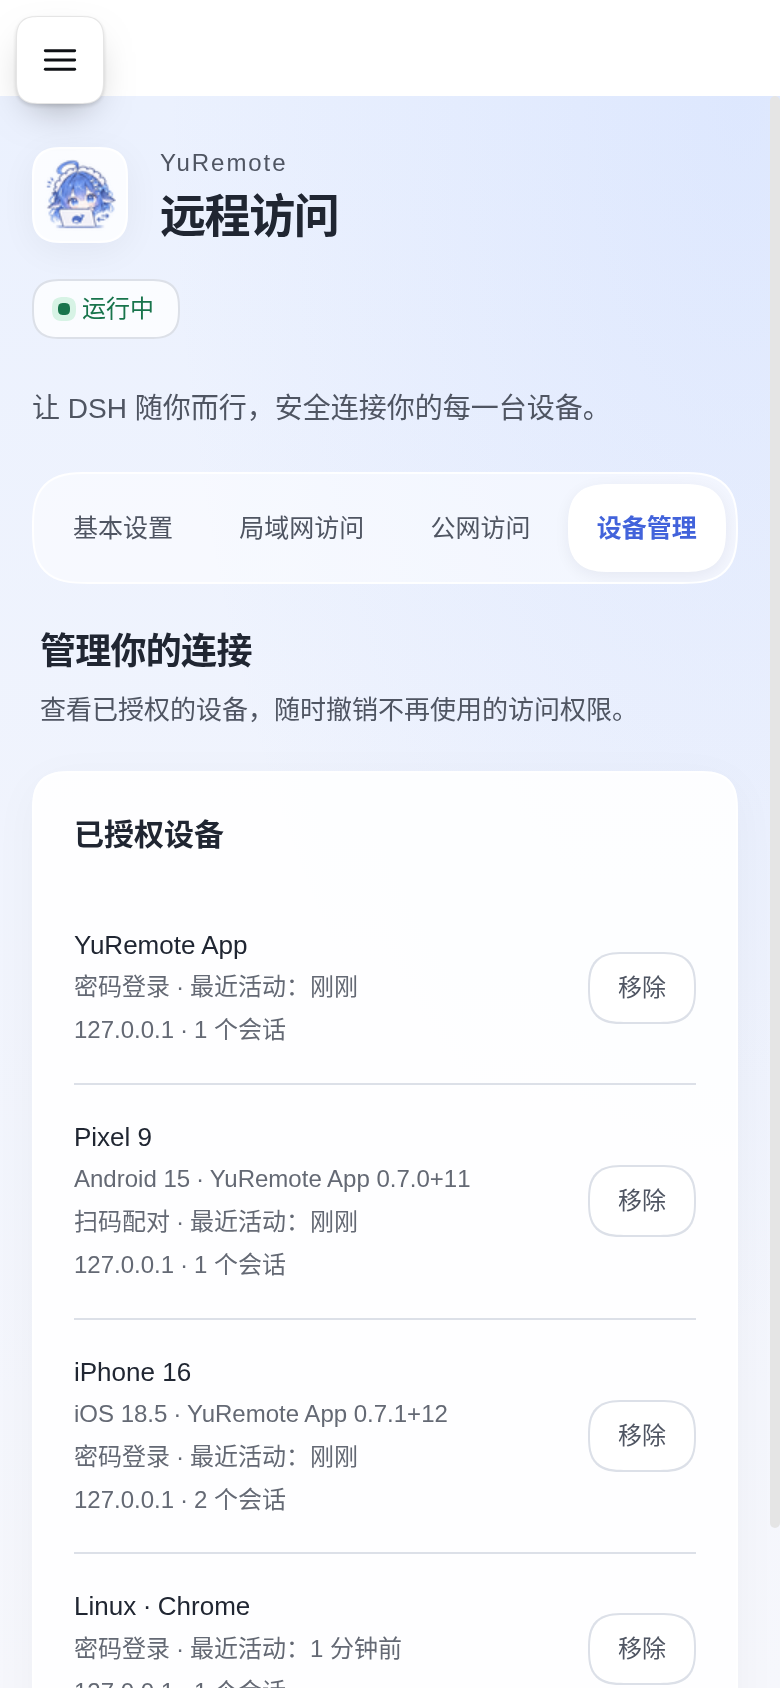 YuRemote
远程访问
运行中
让 DSH 随你而行，安全连接你的每一台设备。
基本设置 局域网访问 公网访问 设备管理
管理你的连接
查看已授权的设备，随时撤销不再使用的访问权限。
已授权设备
YuRemote App
密码登录 · 最近活动：刚刚
127.0.0.1 · 1 个会话
移除
Pixel 9
Android 15 · YuRemote App 0.7.0+11
扫码配对 · 最近活动：刚刚
127.0.0.1 · 1 个会话
移除
iPhone 16
iOS 18.5 · YuRemote App 0.7.1+12
密码登录 · 最近活动：刚刚
127.0.0.1 · 2 个会话
移除
Linux · Chrome
密码登录 · 最近活动：1 分钟前
127.0.0.1 · 1 个会话
移除